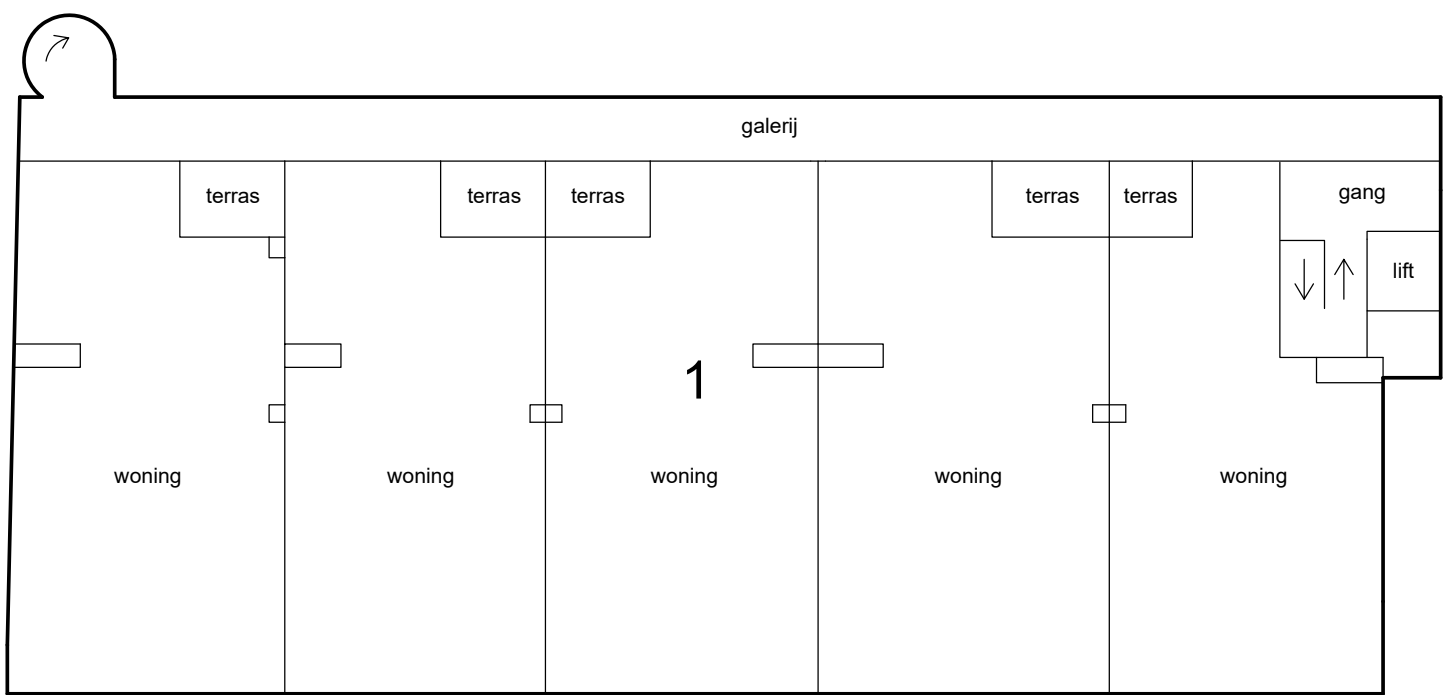 galerij
terras
terras
terras
terras
terras
gang
lift
1
woning
woning
woning
woning
woning